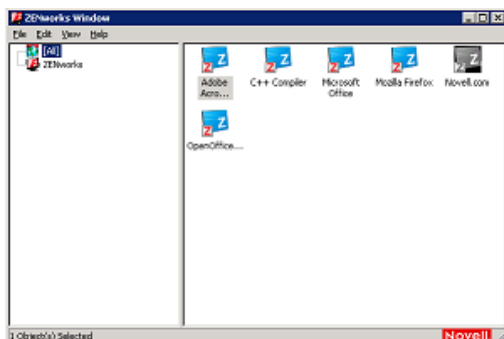 ZENworks Window
File Edit View Help
[All]
ZENworks
Adobe Acro...
C++ Compiler
Microsoft Office
Mozilla Firefox
Novell.com
OpenOffice....
1 Object(s) Selected
Novell